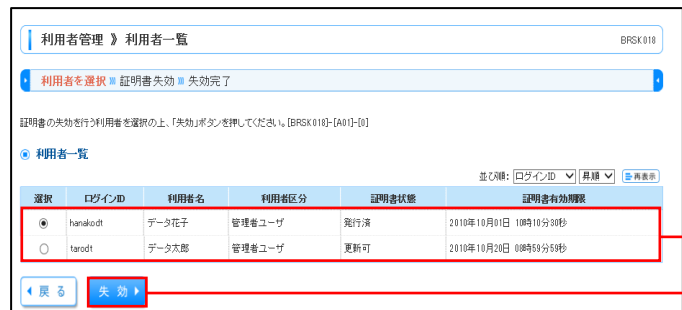 利用者管理 》 利用者一覧 BRSK018
利用者を選択 ⟫ 証明書失効 ⟫ 失効完了
証明書の失効を行う利用者を選択の上、「失効」ボタンを押してください。[BRSK018]-[A01]-[0]
利用者一覧
並び順: ログインID 昇順 再表示
選択 ログインID 利用者名 利用者区分 証明書状態 証明書有効期限
hanakodt データ花子 管理者ユーザ 発行済 2010年10月01日 10時10分30秒
tarodt データ太郎 管理者ユーザ 更新可 2010年10月20日 08時59分59秒
戻る 失効